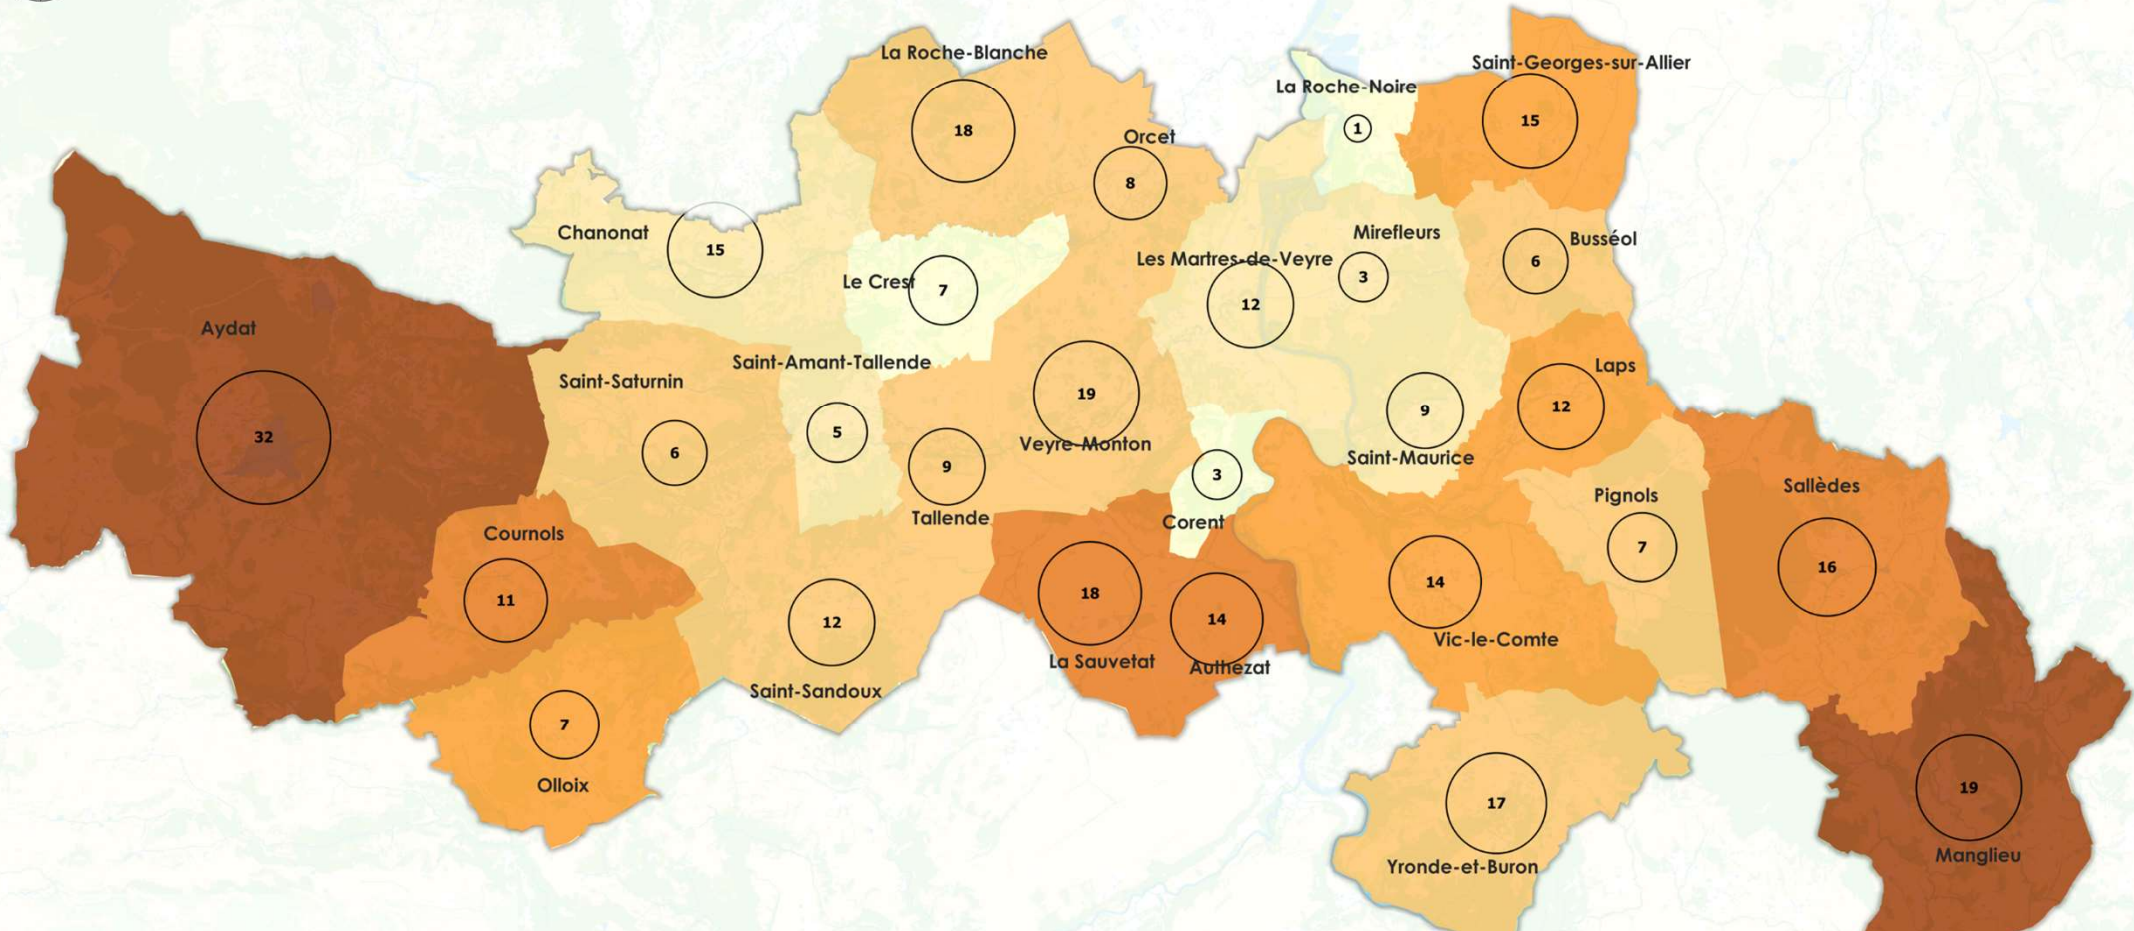 La Roche-Blanche
18
Orcet
8
La Roche-Noire
1
Saint-Georges-sur-Allier
15
Chanonat
15
Le Crest
7
Les Martres-de-Veyre
12
Mirefleurs
3
Busséol
6
Aydat
32
Saint-Saturnin
6
Saint-Amant-Tallende
5
19
Veyre-Monton
9
Tallende
9
Saint-Maurice
Laps
12
3
Corent
Pignols
7
Sallèdes
16
Cournols
11
12
Saint-Sandoux
18
La Sauvetat
14
Authezat
14
Vic-le-Comte
7
Olloix
17
Yronde-et-Buron
19
Manglieu